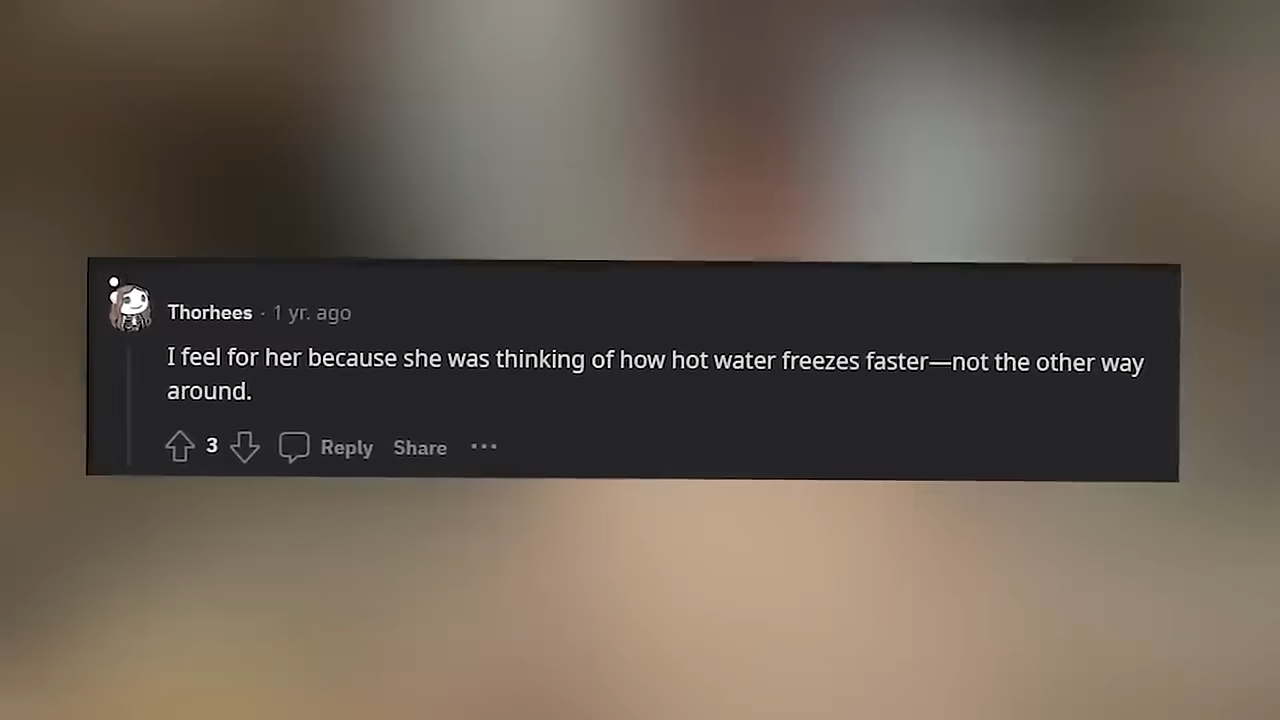 Thorhees · 1 yr. ago
I feel for her because she was thinking of how hot water freezes faster—not the other way
around.
3 Reply Share ···